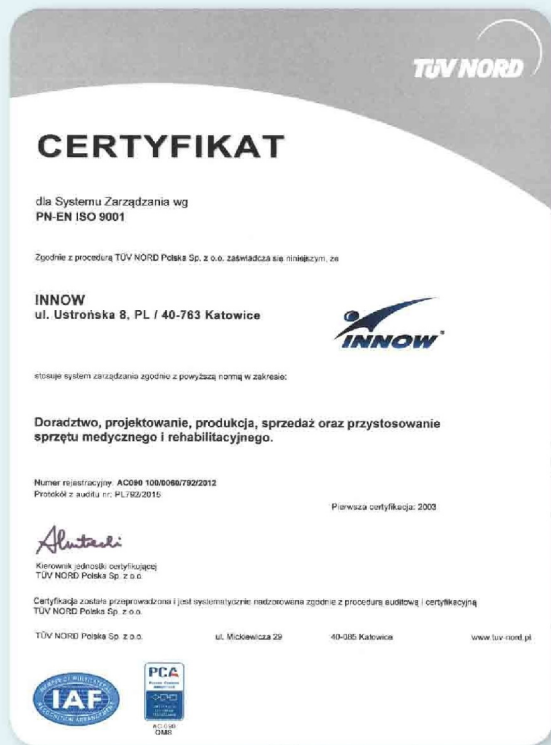 TÜV NORD
CERTYFIKAT
dla Systemu Zarządzania wg
PN-EN ISO 9001
Zgodnie z procedurą TÜV NORD Polska Sp. z o.o. zaświadcza się niniejszym, że
INNOW
ul. Ustrońska 8, PL / 40-763 Katowice
INNOW
stosuje system zarządzania zgodnie z powyższą normą w zakresie:
Doradztwo, projektowanie, produkcja, sprzedaż oraz przystosowanie
sprzętu medycznego i rehabilitacyjnego.
Numer rejestracyjny: AC090 100/0060/792/2012
Protokół z auditu nr: PL792/2015
Pierwsza certyfikacja: 2003
Kierownik jednostki certyfikującej
TÜV NORD Polska Sp. z o.o.
Certyfikacja została przeprowadzona i jest systematycznie nadzorowana zgodnie z procedurą auditową i certyfikacyjną
TÜV NORD Polska Sp. z o.o.
TÜV NORD Polska Sp. z o.o. ul. Mickiewicza 29 40-085 Katowice www.tuv-nord.pl
IAF
PCA
AC 090
QMS